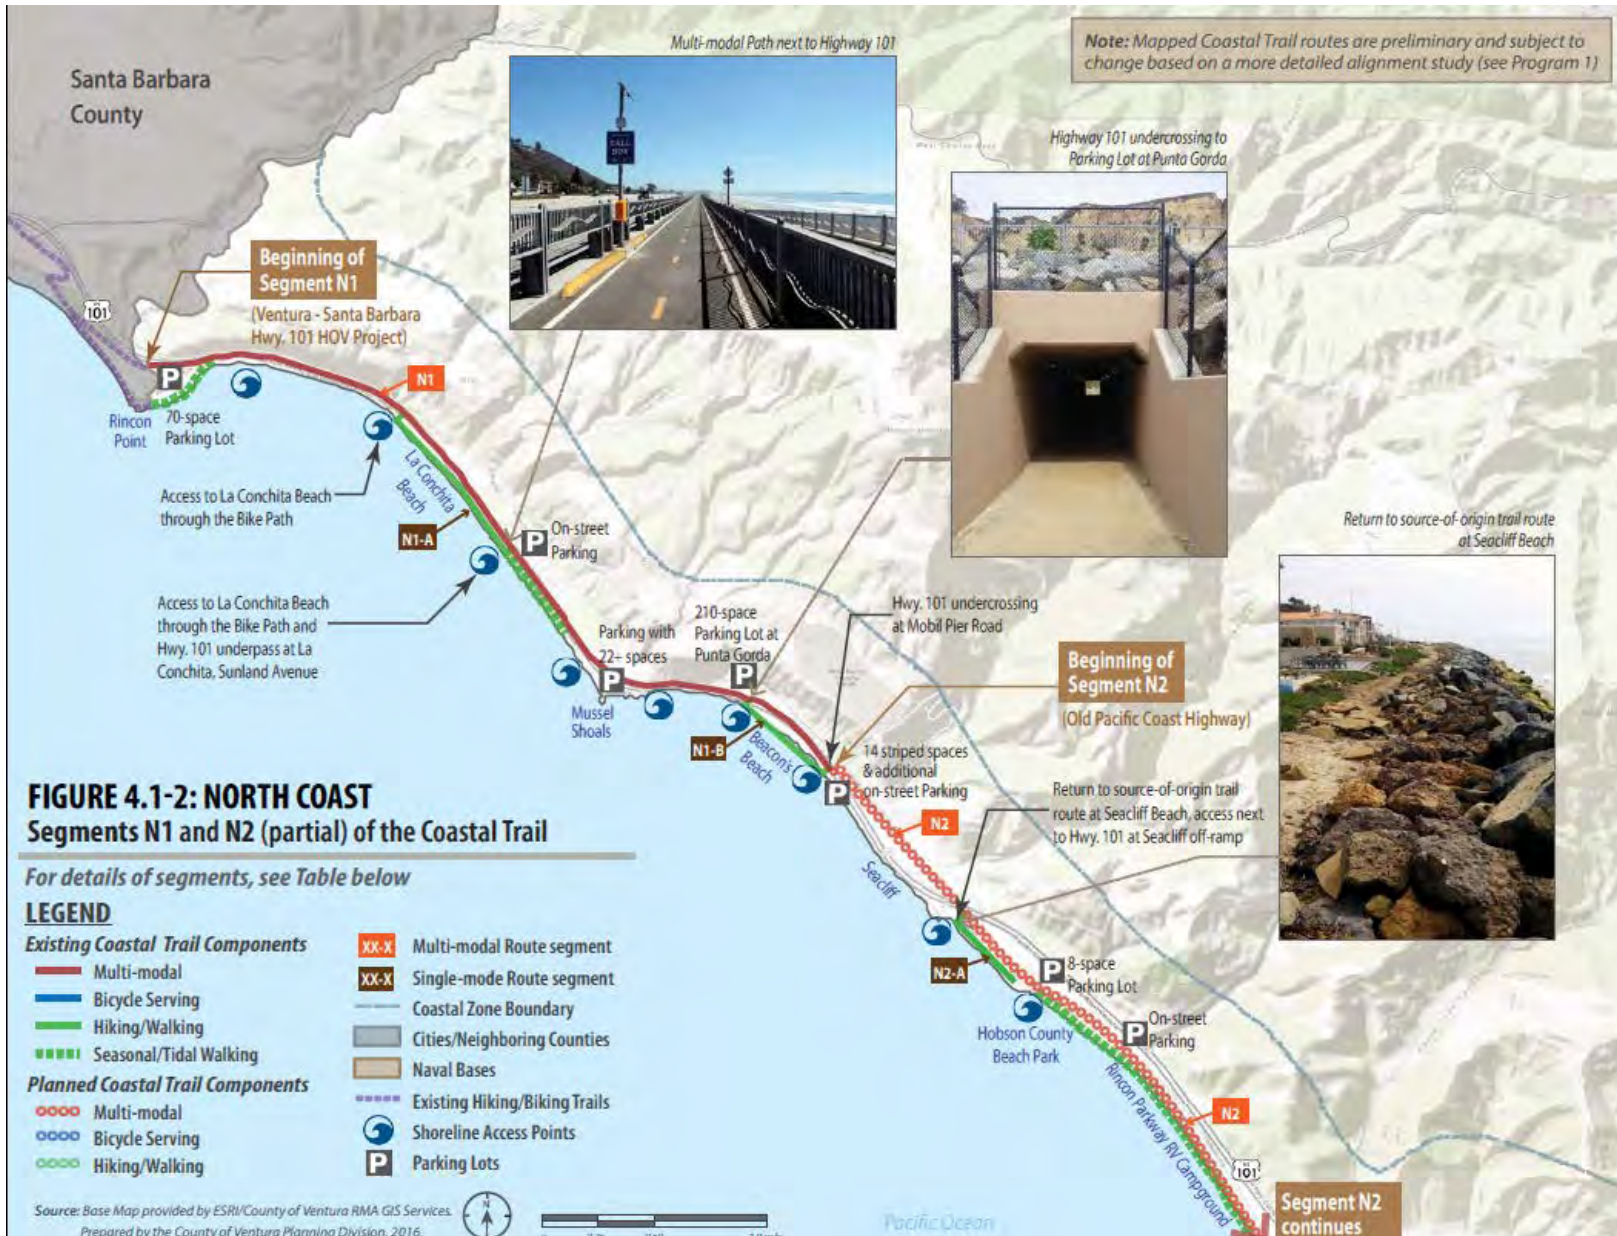 Multi-modal Path next to Highway 101
Note: Mapped Coastal Trail routes are preliminary and subject to
change based on a more detailed alignment study (see Program 1)
Santa Barbara
County
CALL
BOX
Highway 101 undercrossing to
Parking Lot at Punta Gorda
Beginning of
Segment N1
(Ventura - Santa Barbara
Hwy. 101 HOV Project)
101
N1
P
Rincon
Point
70-space
Parking Lot
La Conchita
Beach
Access to La Conchita Beach
through the Bike Path
N1-A
P
On-street
Parking
Return to source-of-origin trail route
at Seacliff Beach
Access to La Conchita Beach
through the Bike Path and
Hwy. 101 underpass at La
Conchita, Sunland Avenue
Parking with
22+ spaces
P
210-space
Parking Lot at
Punta Gorda
P
Hwy. 101 undercrossing
at Mobil Pier Road
Beginning of
Segment N2
(Old Pacific Coast Highway)
Mussel
Shoals
N1-B
Beacon's
Beach
14 striped spaces
& additional
on-street Parking
P
N2
Return to source-of-origin trail
route at Seacliff Beach, access next
to Hwy. 101 at Seacliff off-ramp
Seacliff
N2-A
P
8-space
Parking Lot
Hobson County
Beach Park
P
On-street
Parking
Rincon Parkway RV Campground
N2
101
Segment N2
continues
Pacific Ocean
FIGURE 4.1-2: NORTH COAST
Segments N1 and N2 (partial) of the Coastal Trail
For details of segments, see Table below
LEGEND
Existing Coastal Trail Components
Multi-modal
Bicycle Serving
Hiking/Walking
Seasonal/Tidal Walking
Planned Coastal Trail Components
Multi-modal
Bicycle Serving
Hiking/Walking
XX-X Multi-modal Route segment
XX-X Single-mode Route segment
Coastal Zone Boundary
Cities/Neighboring Counties
Naval Bases
Existing Hiking/Biking Trails
Shoreline Access Points
P Parking Lots
Source: Base Map provided by ESRI/County of Ventura RMA GIS Services.
Prepared by the County of Ventura Planning Division, 2016.
N